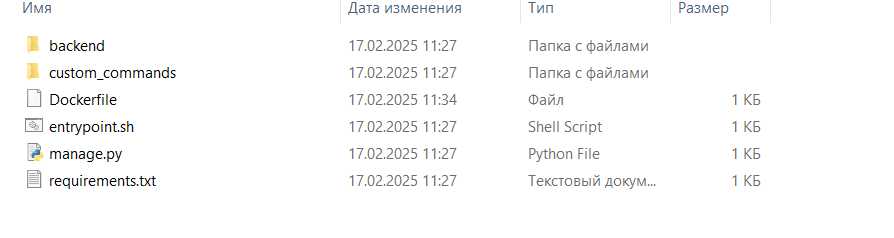 Имя Дата изменения Тип Размер
backend 17.02.2025 11:27 Папка с файлами
custom_commands 17.02.2025 11:27 Папка с файлами
Dockerfile 17.02.2025 11:34 Файл 1 КБ
entrypoint.sh 17.02.2025 11:27 Shell Script 1 КБ
manage.py 17.02.2025 11:27 Python File 1 КБ
requirements.txt 17.02.2025 11:27 Текстовый докум... 1 КБ